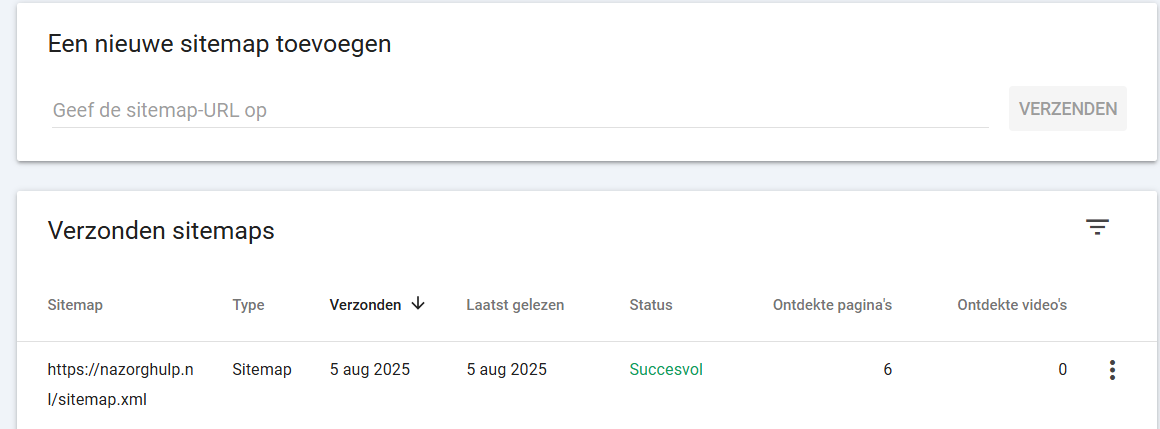 Een nieuwe sitemap toevoegen
Geef de sitemap-URL op
VERZENDEN
Verzonden sitemaps
Sitemap Type Verzonden Laatst gelezen Status Ontdekte pagina's Ontdekte video's
https://nazorghulp.n Sitemap 5 aug 2025 5 aug 2025 Succesvol 6 0
l/sitemap.xml